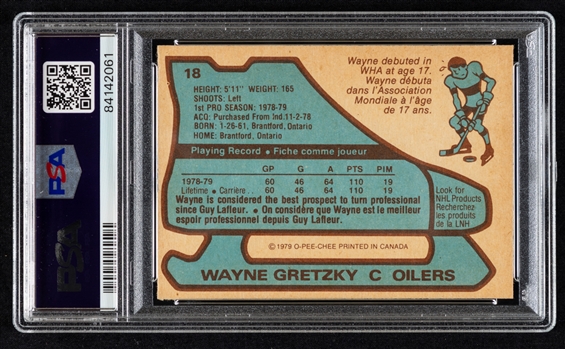 84142061
PSA
PSA
18
HEIGHT: 5'11" WEIGHT: 165
SHOOTS: Left
1st PRO SEASON: 1978-79
ACQ: Purchased From Ind.11-2-78
BORN: 1-26-61, Brantford, Ontario
HOME: Brantford, Ontario
Wayne debuted in
WHA at age 17.
Wayne débuta
dans l'Association
Mondiale à l'âge
de 17 ans.
Playing Record • Fiche comme joueur
GP G A PTS PIM
1978-79 60 46 64 110 19
Lifetime • Carrière 60 46 64 110 19
Wayne is considered the best prospect to turn professional
since Guy Lafleur. • On considère que Wayne est le meilleur
espoir professionnel depuis Guy Lafleur.
Look for
NHL Products
Recherchez
les produits
de la LNH
© 1979 O-PEE-CHEE PRINTED IN CANADA
WAYNE GRETZKY C OILERS